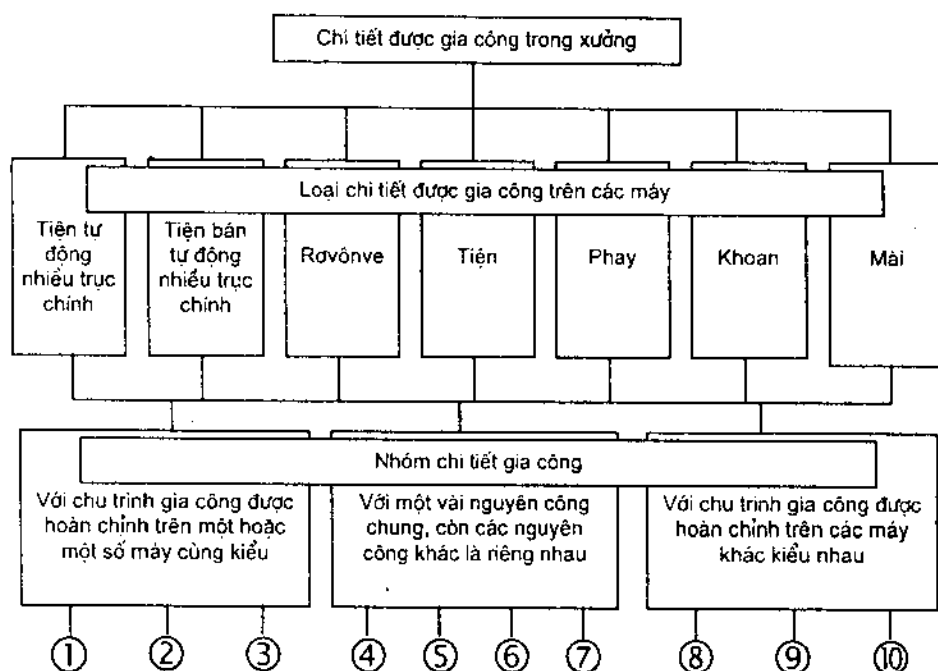 Chi tiết được gia công trong xưởng
Loại chi tiết được gia công trên các máy
Tiện tự
động
nhiều trục
chính
Tiện bán
tự động
nhiều trục
chính
Rơvônve
Tiện
Phay
Khoan
Mài
Nhóm chi tiết gia công
Với chu trình gia công được
hoàn chỉnh trên một hoặc
một số máy cùng kiểu
Với một vài nguyên công
chung, còn các nguyên
công khác là riêng nhau
Với chu trình gia công được
hoàn chỉnh trên các máy
khác kiểu nhau
① ② ③ ④ ⑤ ⑥ ⑦ ⑧ ⑨ ⑩